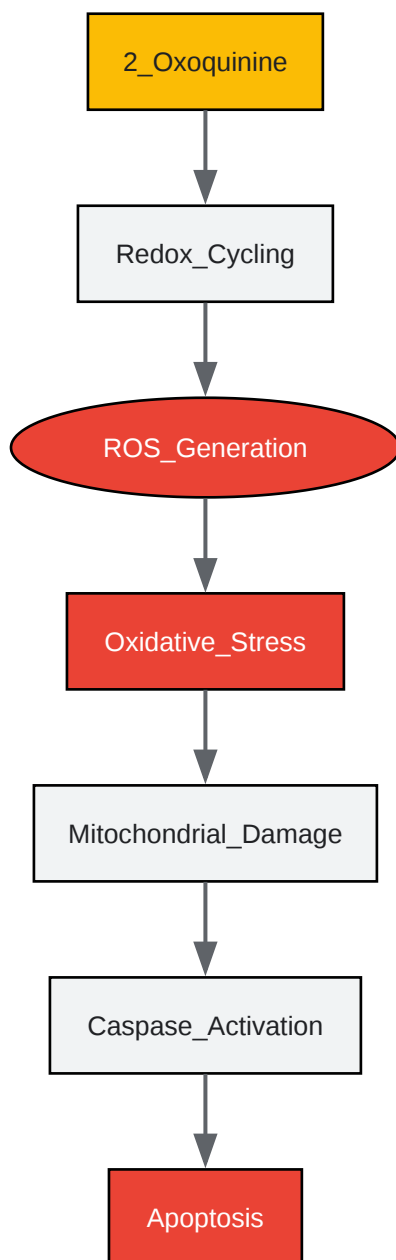 2_Oxoquinine
Redox_Cycling
ROS_Generation
Oxidative_Stress
Mitochondrial_Damage
Caspase_Activation
Apoptosis